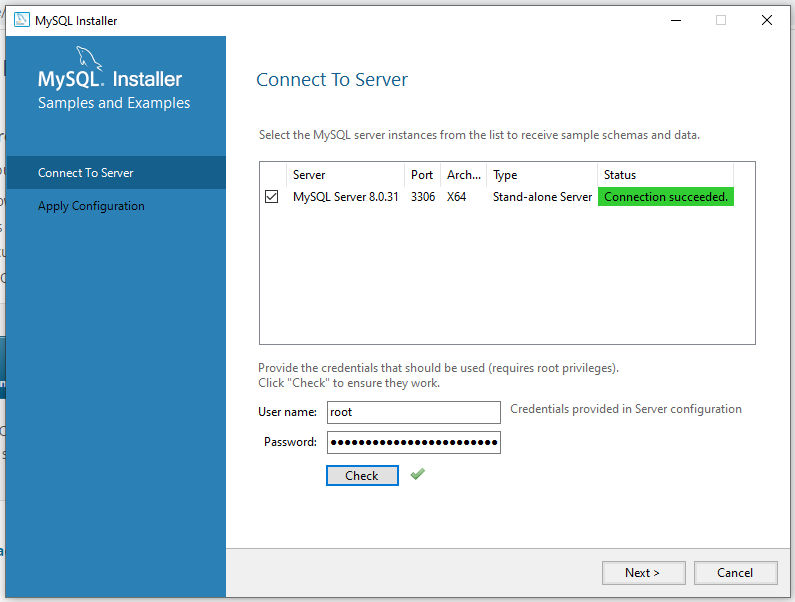 MySQL Installer
MySQL. Installer
Samples and Examples
Connect To Server
Apply Configuration
Connect To Server
Select the MySQL server instances from the list to receive sample schemas and data.
Server Port Arch... Type Status
MySQL Server 8.0.31 3306 X64 Stand-alone Server Connection succeeded.
Provide the credentials that should be used (requires root privileges).
Click "Check" to ensure they work.
User name: root Credentials provided in Server configuration
Password: ●●●●●●●●●●●●●●●●●●●●●●●●
Check
Next > Cancel